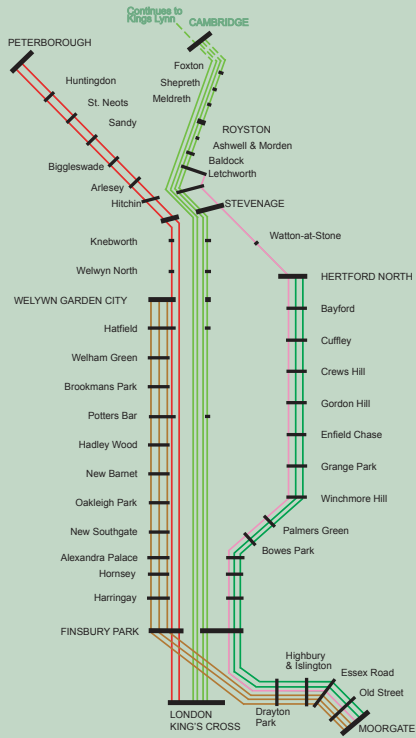 Continues to
Kings Lynn
CAMBRIDGE
PETERBOROUGH
Foxton
Huntingdon
Shepreth
Meldreth
St. Neots
Sandy
ROYSTON
Ashwell & Morden
Baldock
Biggleswade
Letchworth
Arlesey
Hitchin
STEVENAGE
Knebworth
Watton-at-Stone
Welwyn North
HERTFORD NORTH
WELYWN GARDEN CITY
Bayford
Hatfield
Cuffley
Welham Green
Crews Hill
Brookmans Park
Gordon Hill
Potters Bar
Enfield Chase
Hadley Wood
Grange Park
New Barnet
Winchmore Hill
Oakleigh Park
Palmers Green
New Southgate
Bowes Park
Alexandra Palace
Hornsey
Harringay
FINSBURY PARK
Highbury
& Islington
Essex Road
Old Street
Drayton
Park
LONDON
KING'S CROSS
MOORGATE